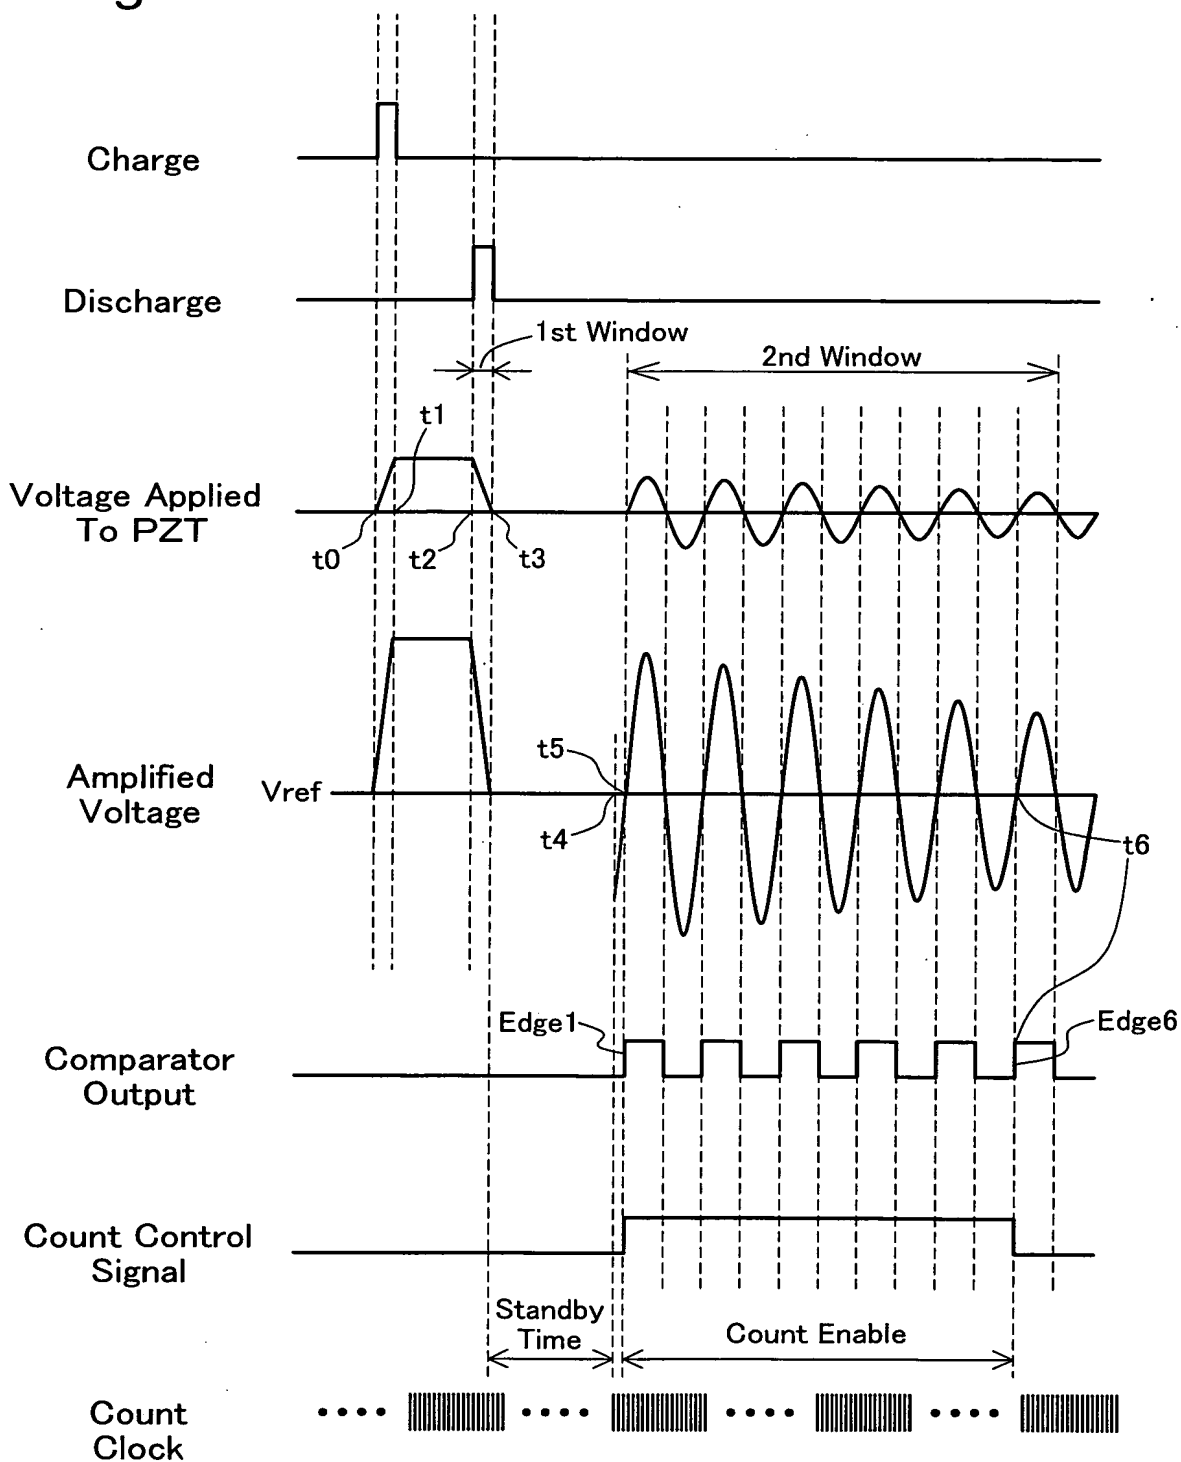 Charge
Discharge
1st Window
2nd Window
t1
Voltage Applied
To PZT
t0
t2
t3
Amplified
Voltage
Vref
t5
t4
t6
Edge1
Edge6
Comparator
Output
Count Control
Signal
Standby
Time
Count Enable
Count
Clock